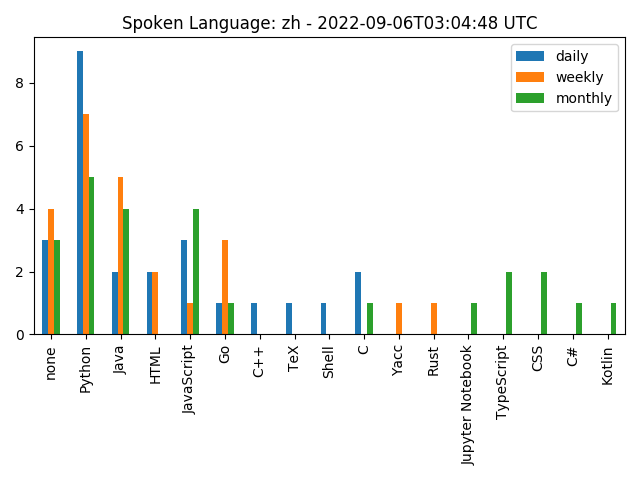 Spoken Language: zh - 2022-09-06T03:04:48 UTC
daily
weekly
monthly
8
6
4
2
0
none
Python
Java
HTML
JavaScript
Go
C++
TeX
Shell
C
Yacc
Rust
Jupyter Notebook
TypeScript
CSS
C#
Kotlin